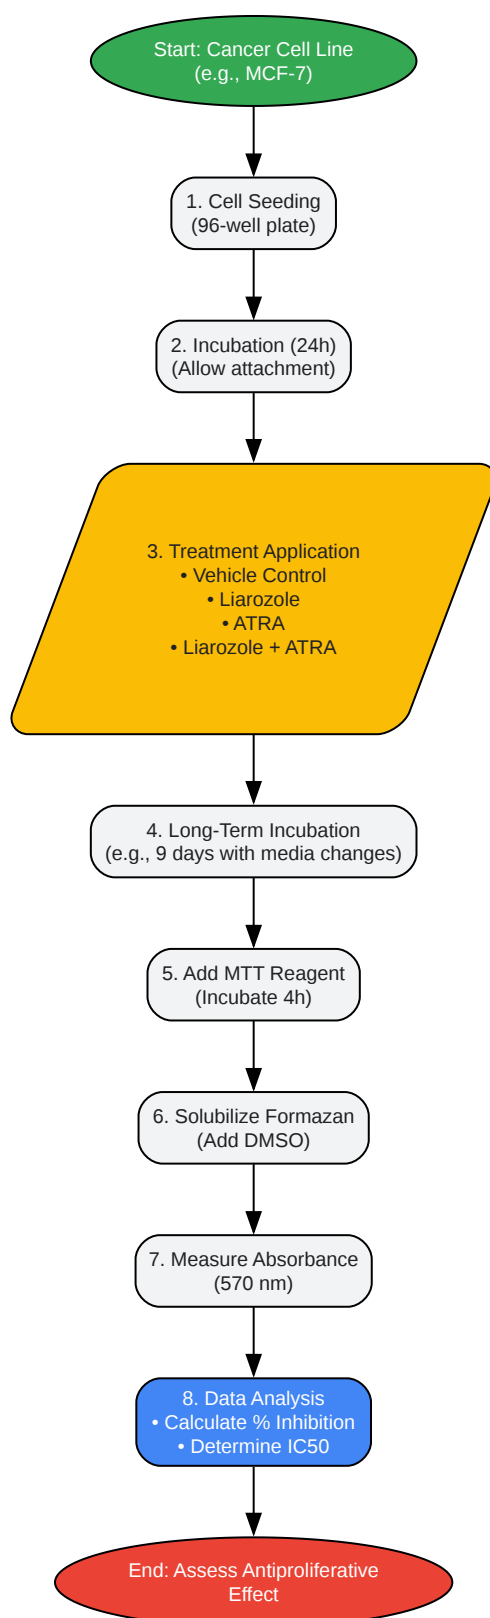 Start: Cancer Cell Line
(e.g., MCF-7)
1. Cell Seeding
(96-well plate)
2. Incubation (24h)
(Allow attachment)
3. Treatment Application
• Vehicle Control
• Liarozole
• ATRA
• Liarozole + ATRA
4. Long-Term Incubation
(e.g., 9 days with media changes)
5. Add MTT Reagent
(Incubate 4h)
6. Solubilize Formazan
(Add DMSO)
7. Measure Absorbance
(570 nm)
8. Data Analysis
• Calculate % Inhibition
• Determine IC50
End: Assess Antiproliferative
Effect